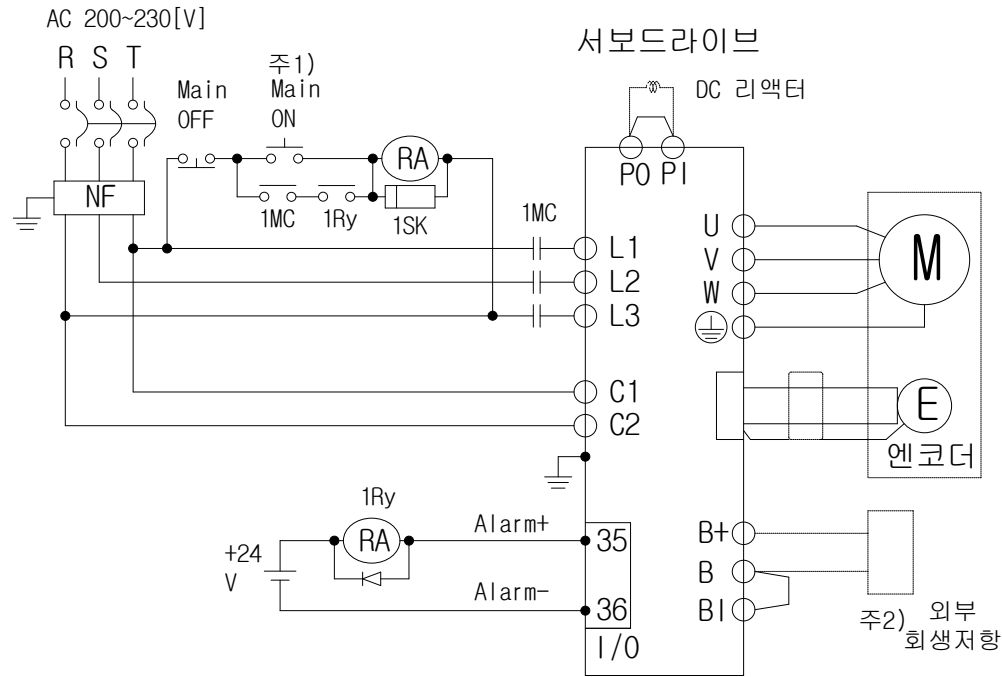 AC 200~230[V]
R S T
서보드라이브
주1)
Main
ON
Main
OFF
DC 리액터
RA
P0 PI
NF
1MC 1Ry 1SK
1MC
L1
L2
L3
U
V
W
M
C1
C2
E
엔코더
1Ry
RA
+24
V
Alarm+
Alarm-
35
36
I/O
B+
B
BI
주2) 외부
회생저항